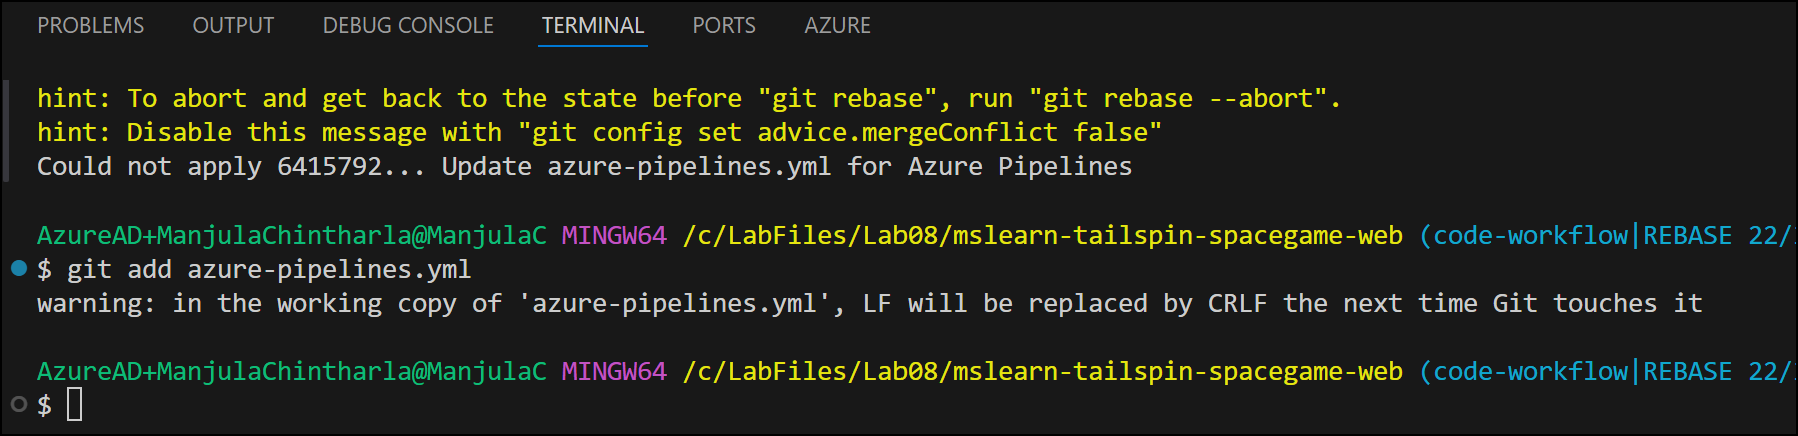 PROBLEMS OUTPUT DEBUG CONSOLE TERMINAL PORTS AZURE
hint: To abort and get back to the state before "git rebase", run "git rebase --abort".
hint: Disable this message with "git config set advice.mergeConflict false"
Could not apply 6415792... Update azure-pipelines.yml for Azure Pipelines
AzureAD+ManjulaChintharla@ManjulaC MINGW64 /c/LabFiles/Lab08/mslearn-tailspin-spacegame-web (code-workflow|REBASE 22/
$ git add azure-pipelines.yml
warning: in the working copy of 'azure-pipelines.yml', LF will be replaced by CRLF the next time Git touches it
AzureAD+ManjulaChintharla@ManjulaC MINGW64 /c/LabFiles/Lab08/mslearn-tailspin-spacegame-web (code-workflow|REBASE 22/
$